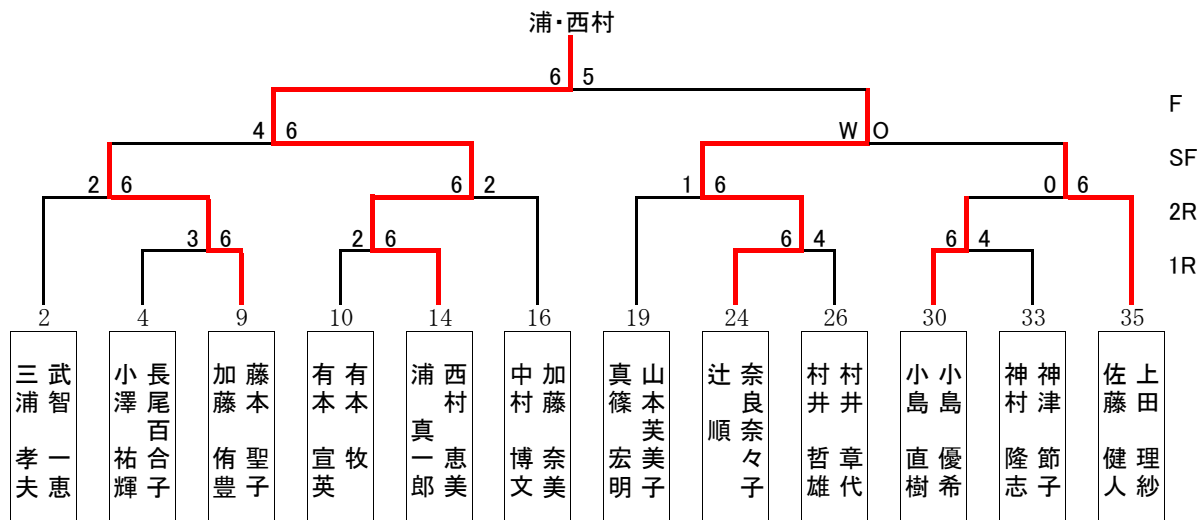 浦・西村
6 5
F
4 6
W O
SF
2 6
6 2
1 6
0 6
2R
3 6
2 6
6 4
6 4
1R
2
4
9
10
14
16
19
24
26
30
33
35
三浦 孝夫
武智 一恵
小澤 祐輝
長尾百合子
加藤 侑豊
藤本 聖子
有本 宣英
有本 牧
浦 真一郎
西村 恵美
中村 博文
加藤 奈美
真篠 宏明
山本芙美子
辻 順
奈良奈々子
村井 哲雄
村井 章代
小島 直樹
小島 優希
神村 隆志
神津 節子
佐藤 健人
上田 理紗